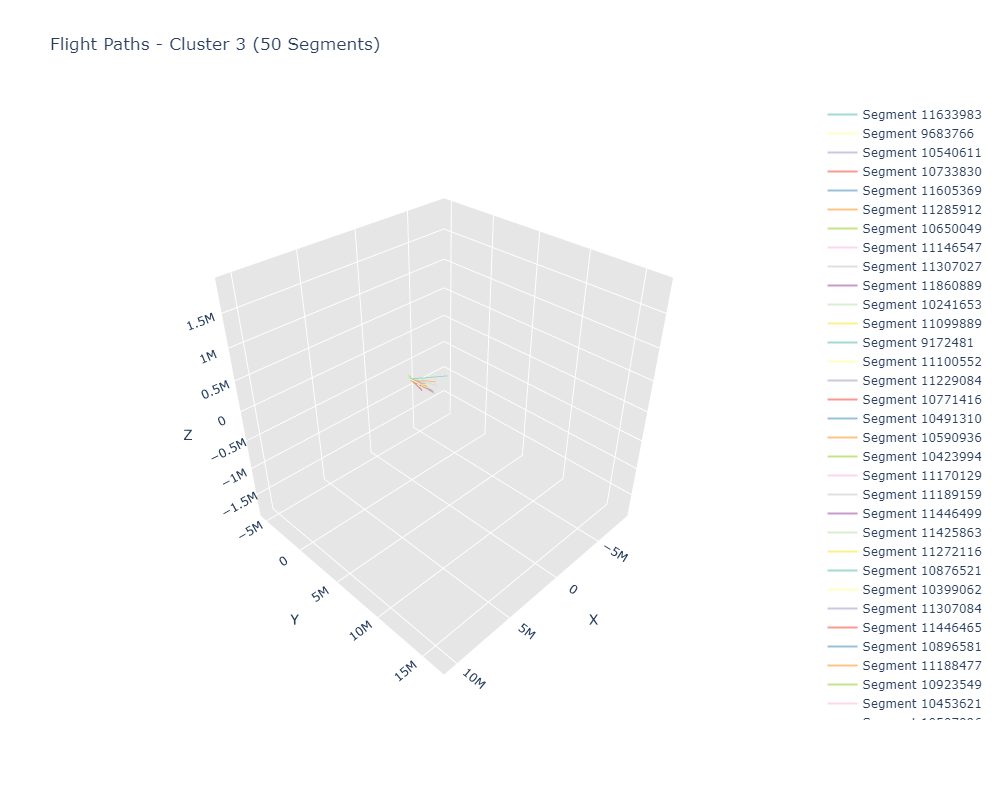 Flight Paths - Cluster 3 (50 Segments)
Segment 11633983
Segment 9683766
Segment 10540611
Segment 10733830
Segment 11605369
Segment 11285912
Segment 10650049
Segment 11146547
Segment 11307027
Segment 11860889
Segment 10241653
Segment 11099889
Segment 9172481
Segment 11100552
Segment 11229084
Segment 10771416
Segment 10491310
Segment 10590936
Segment 10423994
Segment 11170129
Segment 11189159
Segment 11446499
Segment 11425863
Segment 11272116
Segment 10876521
Segment 10399062
Segment 11307084
Segment 11446465
Segment 10896581
Segment 11188477
Segment 10923549
Segment 10453621
1.5M
1M
0.5M
0
−0.5M
−1M
−1.5M
Z
−5M
0
5M
10M
15M
Y
−5M
0
5M
10M
X